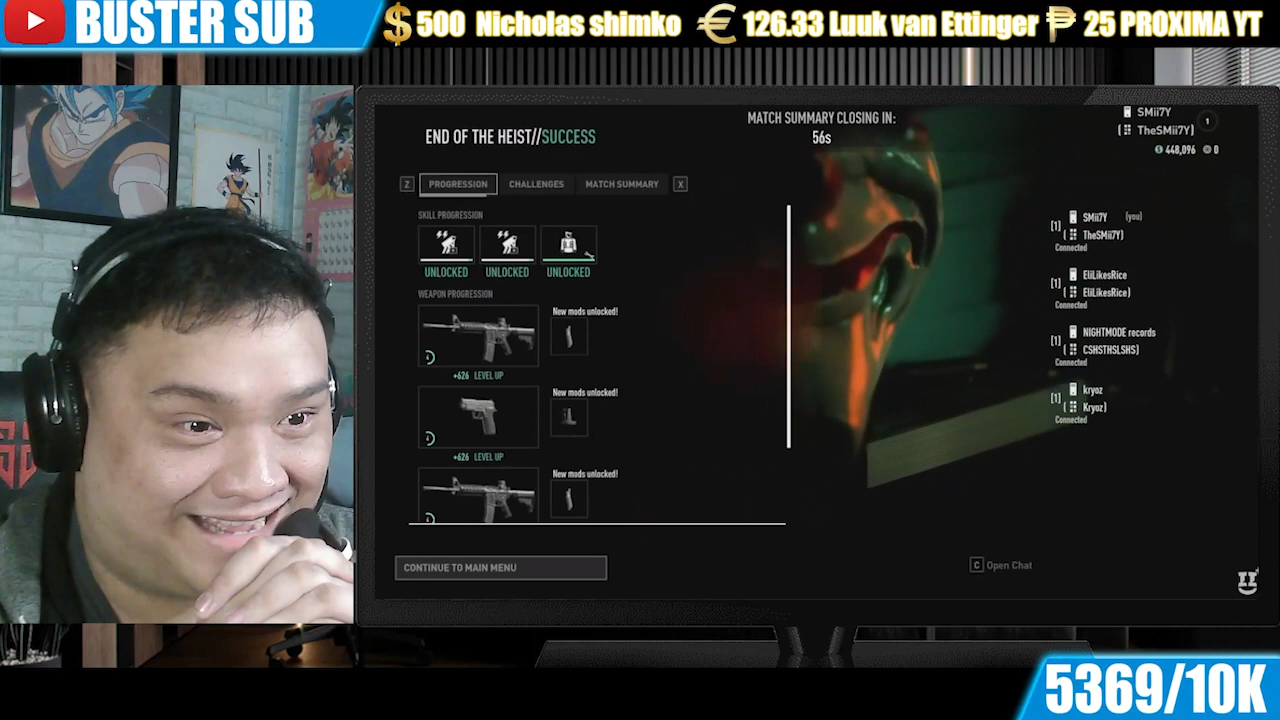 BUSTER SUB
$ 500 Nicholas shimko € 126.33 Luuk van Ettinger ₱ 25 PROXIMA YT
END OF THE HEIST//SUCCESS
MATCH SUMMARY CLOSING IN:
56s
SMii7Y
( TheSMii7Y)
1
448,096 0
Z PROGRESSION CHALLENGES MATCH SUMMARY X
SKILL PROGRESSION
UNLOCKED UNLOCKED UNLOCKED
WEAPON PROGRESSION
New mods unlocked!
+626 LEVEL UP
New mods unlocked!
+626 LEVEL UP
New mods unlocked!
[1] SMii7Y (you)
( TheSMii7Y)
Connected
[1] EliLikesRice
( EliLikesRice)
Connected
[1] NIGHTMODE records
( CSHSTHSLSHS)
Connected
[1] kryoz
( Kryoz)
Connected
CONTINUE TO MAIN MENU
C Open Chat
5369/10K